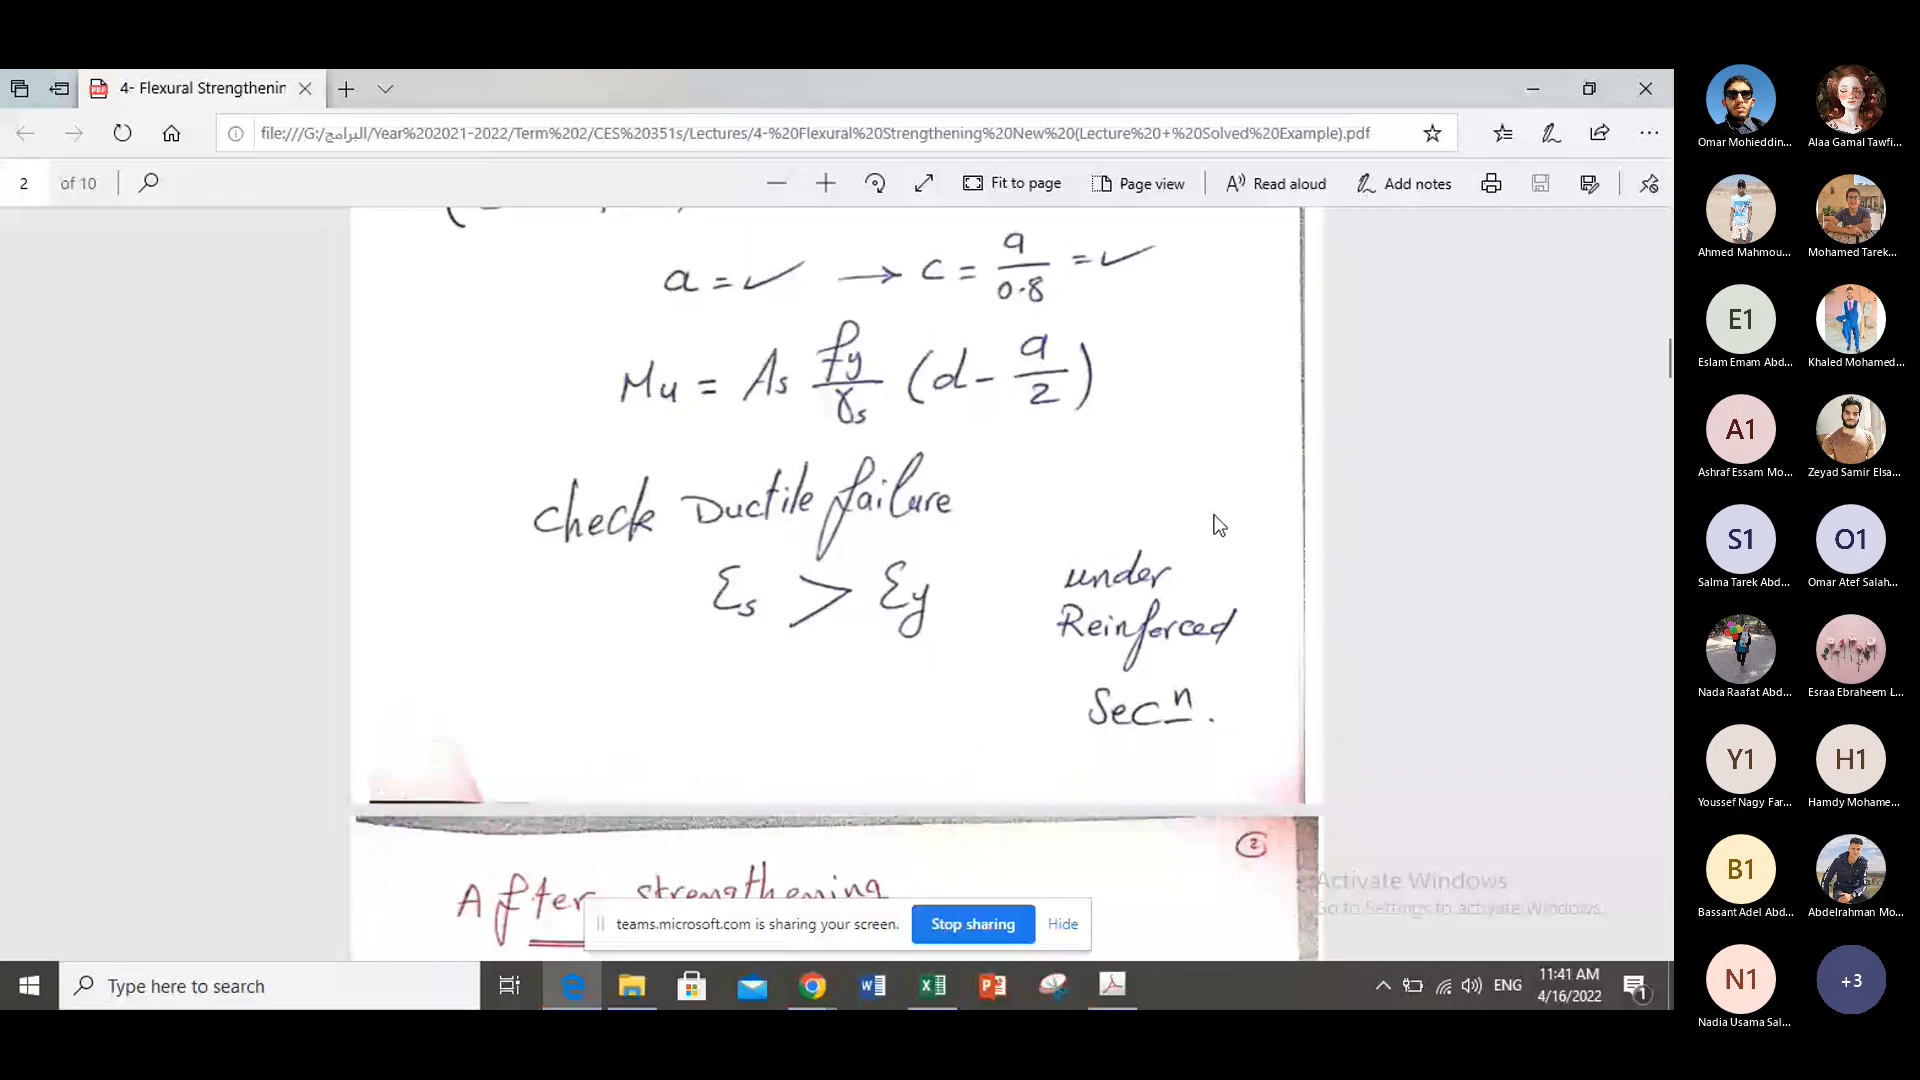 4- Flexural Strengthenin
file:///G:/البرامج/Year%202021-2022/Term%202/CES%20351s/Lectures/4-%20Flexural%20Strengthening%20New%20(Lecture%20+%20Solved%20Example).pdf
2 of 10
Fit to page
Page view
Read aloud
Add notes
a = ✓ → c = a/0.8 = ✓
Mu = As fy/γs (d - a/2)
check Ductile failure
Ɛs > Ɛy
under
Reinforced
Secn.
2
After strengthening
teams.microsoft.com is sharing your screen.
Stop sharing
Hide
Activate Windows
Go to Settings to activate Windows.
Type here to search
ENG
11:41 AM
4/16/2022
1
Omar Mohieddin...
Alaa Gamal Tawfi...
Ahmed Mahmou...
Mohamed Tarek...
E1
Eslam Emam Abd...
Khaled Mohamed...
A1
Ashraf Essam Mo...
Zeyad Samir Elsa...
S1
O1
Salma Tarek Abd...
Omar Atef Salah...
Nada Raafat Abd...
Esraa Ebraheem L...
Y1
H1
Youssef Nagy Far...
Hamdy Mohame...
B1
Bassant Adel Abd...
Abdelrahman Mo...
N1
+3
Nadia Usama Sal...